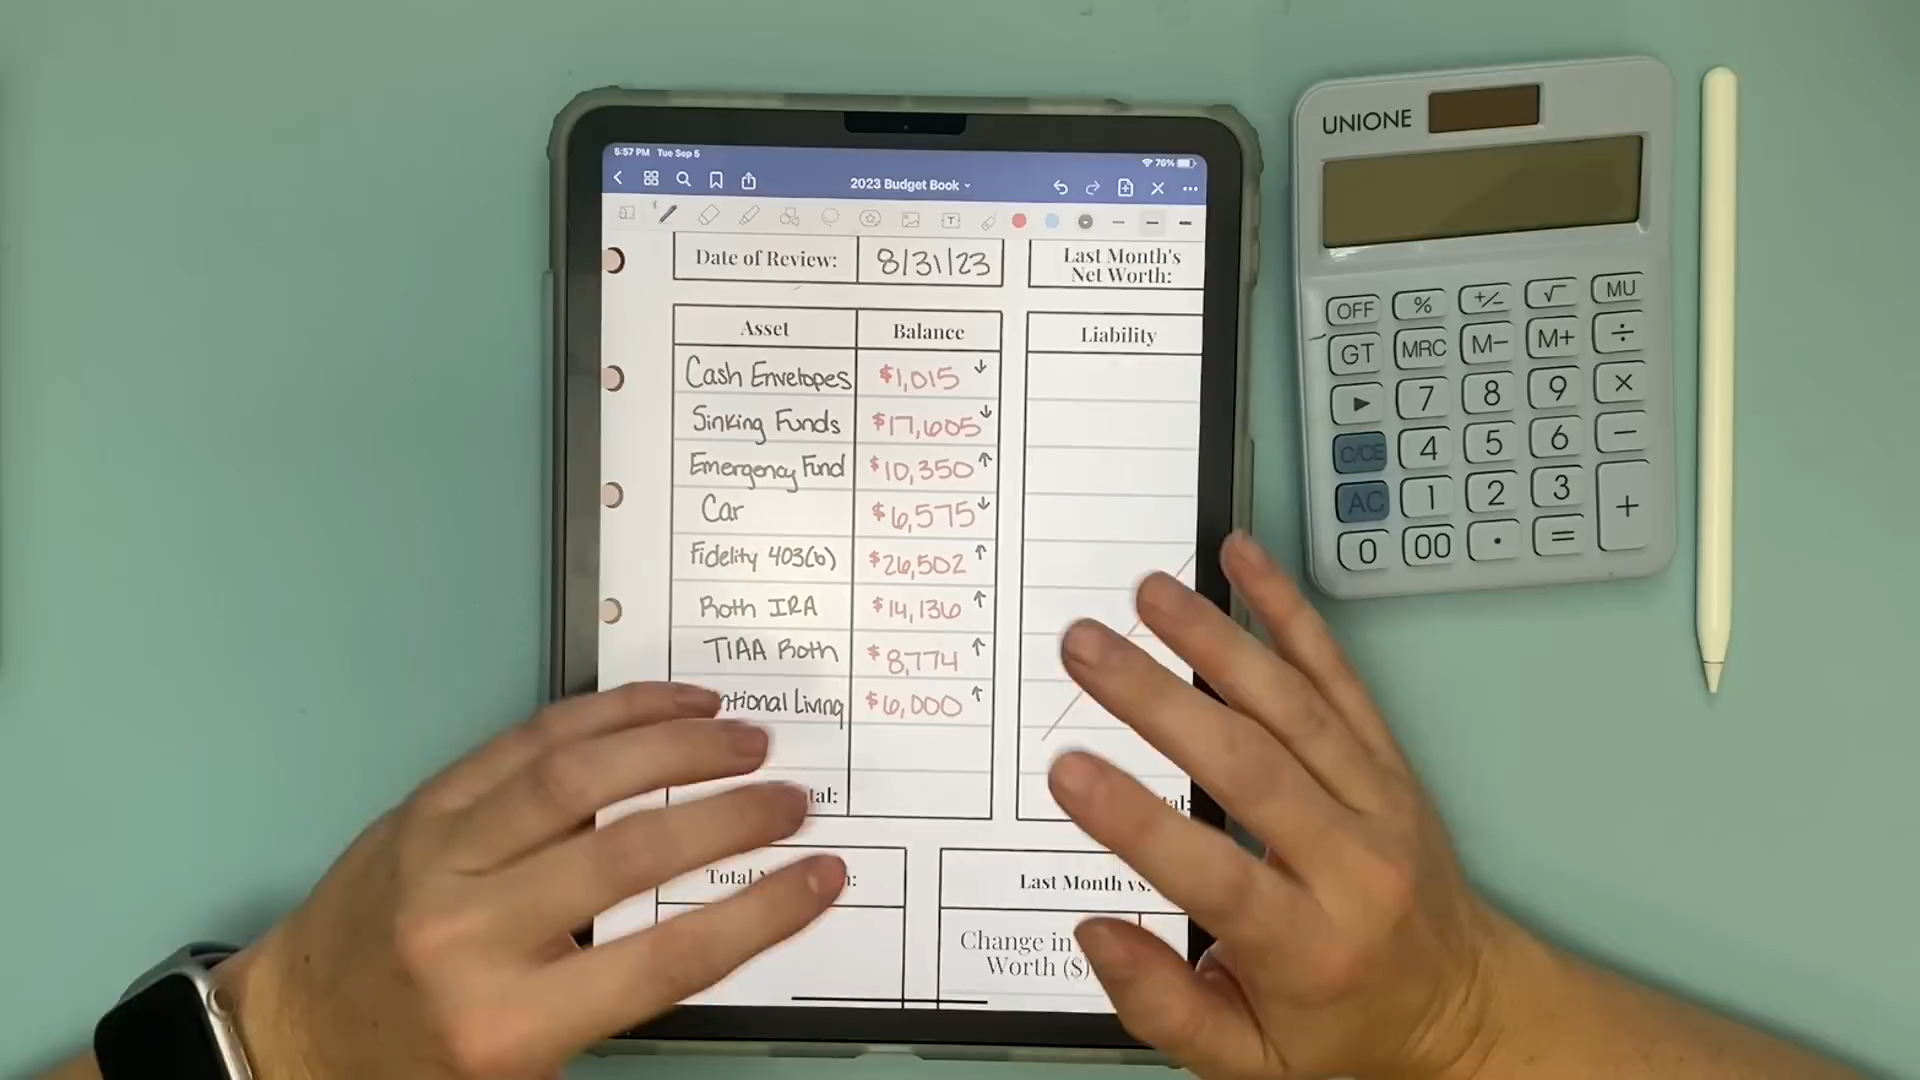 5:57 PM Tue Sep 5
76%
2023 Budget Book
T
Date of Review: 8/31/23
Last Month's
Net Worth:
Asset Balance
Liability
Cash Envelopes $1,015 ↓
Sinking Funds $17,605 ↓
Emergency Fund $10,350 ↑
Car $6,575 ↓
Fidelity 403(b) $26,502 ↑
Roth IRA $14,136 ↑
TIAA Roth $8,774 ↑
ntional Living $6,000 ↑
tal:
tal:
Total
h:
Last Month vs.
Change in
Worth ($)
UNIONE
OFF % +/− √ MU
GT MRC M− M+ ÷
▶ 7 8 9 ×
C/CE 4 5 6 −
AC 1 2 3 +
0 00 · =